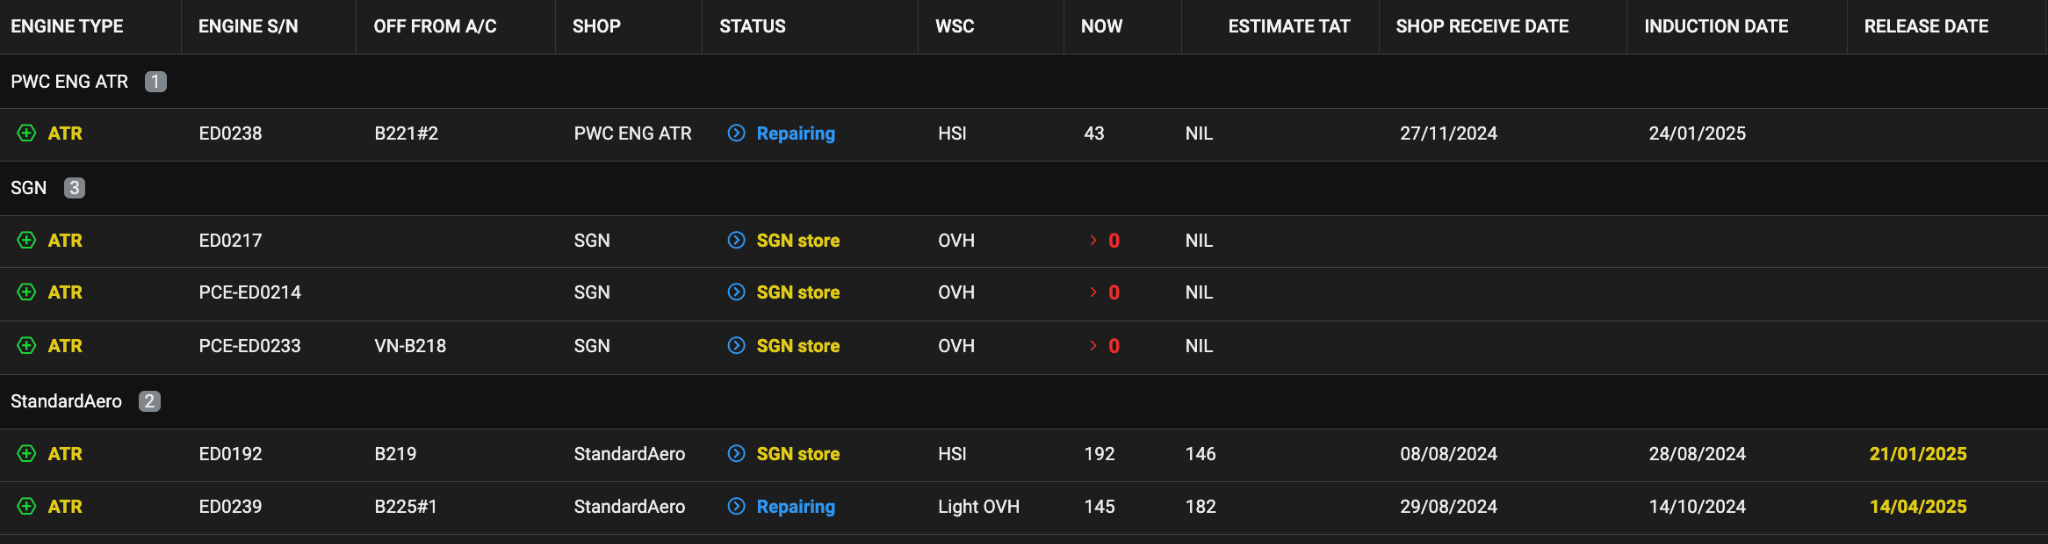 ENGINE TYPE ENGINE S/N OFF FROM A/C SHOP STATUS WSC NOW ESTIMATE TAT SHOP RECEIVE DATE INDUCTION DATE RELEASE DATE
PWC ENG ATR 1
ATR ED0238 B221#2 PWC ENG ATR Repairing HSI 43 NIL 27/11/2024 24/01/2025
SGN 3
ATR ED0217 SGN SGN store OVH > 0 NIL
ATR PCE-ED0214 SGN SGN store OVH > 0 NIL
ATR PCE-ED0233 VN-B218 SGN SGN store OVH > 0 NIL
StandardAero 2
ATR ED0192 B219 StandardAero SGN store HSI 192 146 08/08/2024 28/08/2024 21/01/2025
ATR ED0239 B225#1 StandardAero Repairing Light OVH 145 182 29/08/2024 14/10/2024 14/04/2025